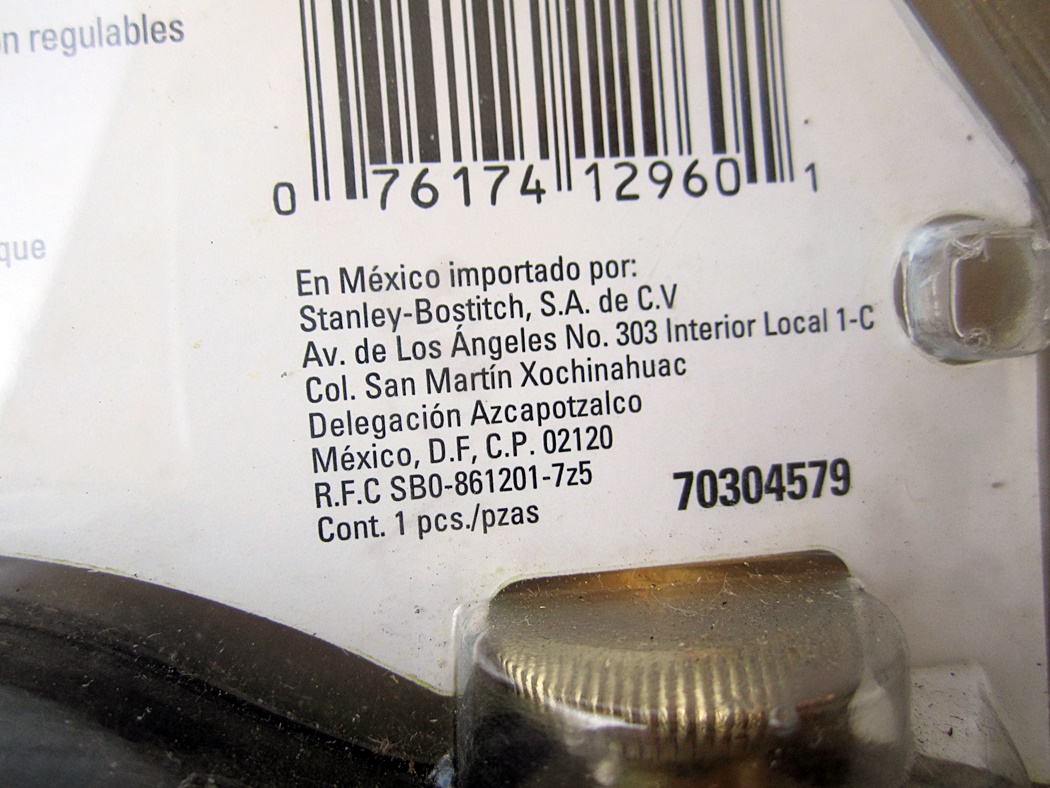 n regulables
0 76174 12960 1
que
En México importado por:
Stanley-Bostitch, S.A. de C.V
Av. de Los Ángeles No. 303 Interior Local 1-C
Col. San Martín Xochinahuac
Delegación Azcapotzalco
México, D.F, C.P. 02120
R.F.C SB0-861201-7z5
Cont. 1 pcs./pzas
70304579